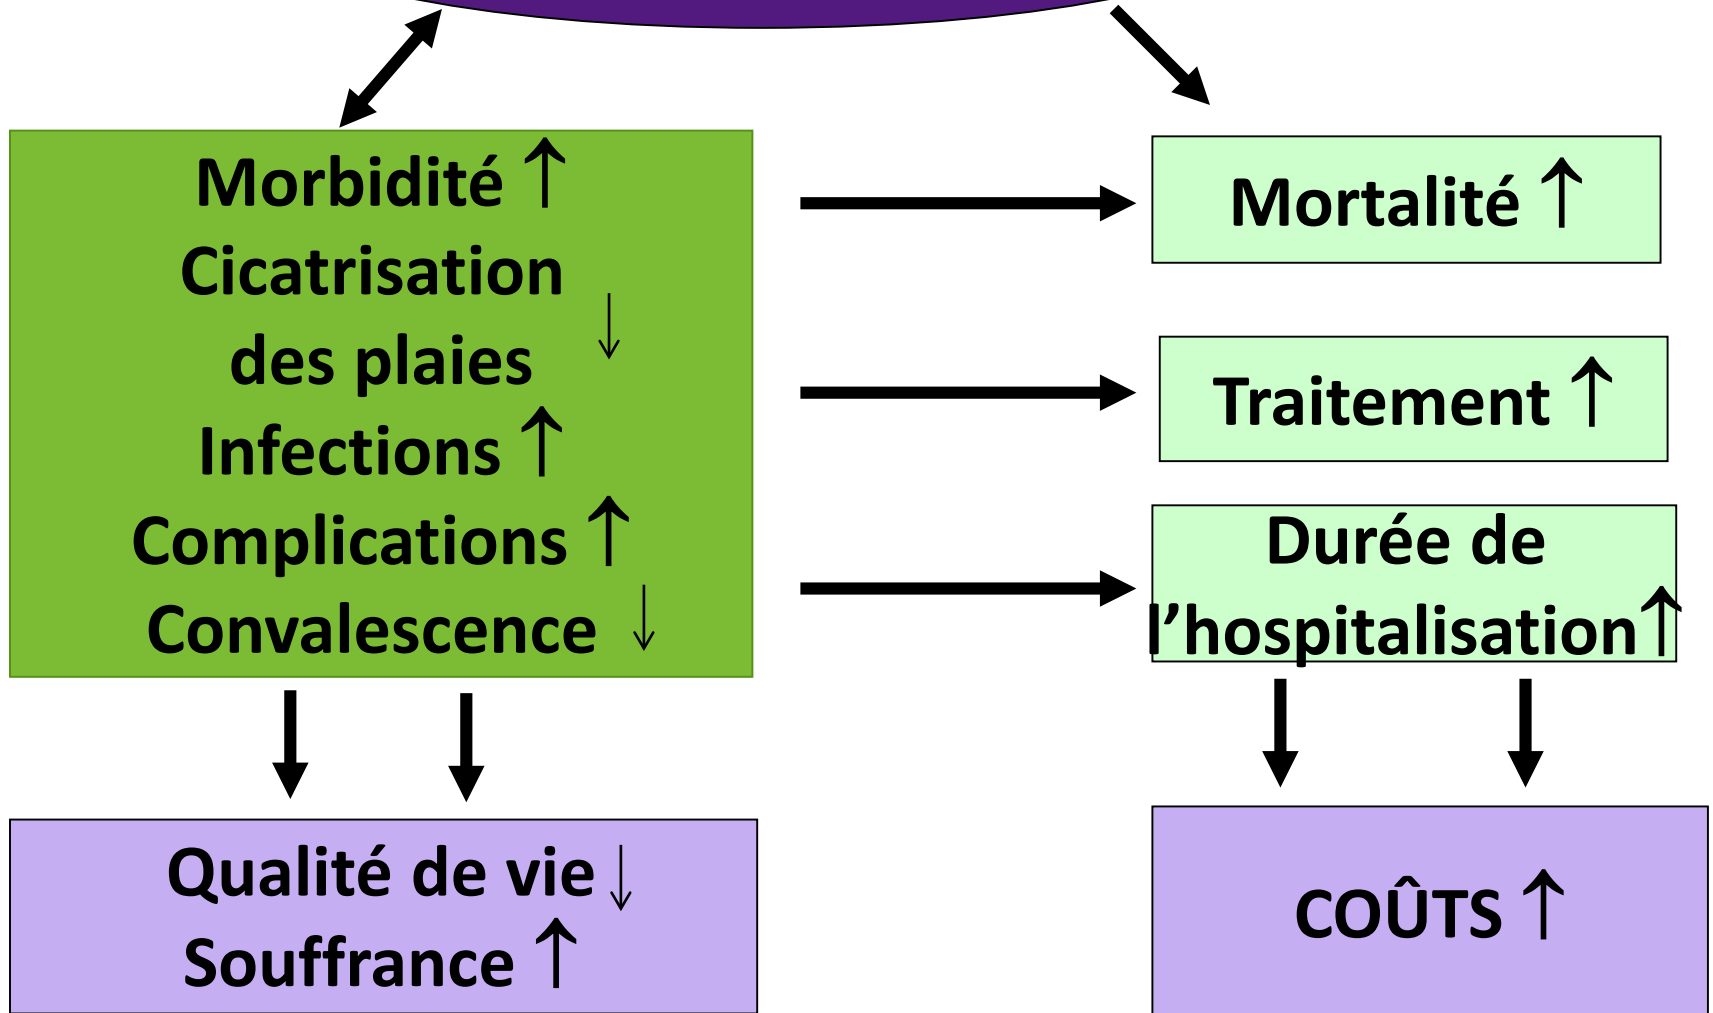 Morbidité ↑
Cicatrisation
des plaies ↓
Infections ↑
Complications ↑
Convalescence ↓
Mortalité ↑
Traitement ↑
Durée de
l’hospitalisation ↑
Qualité de vie ↓
Souffrance ↑
COÛTS ↑